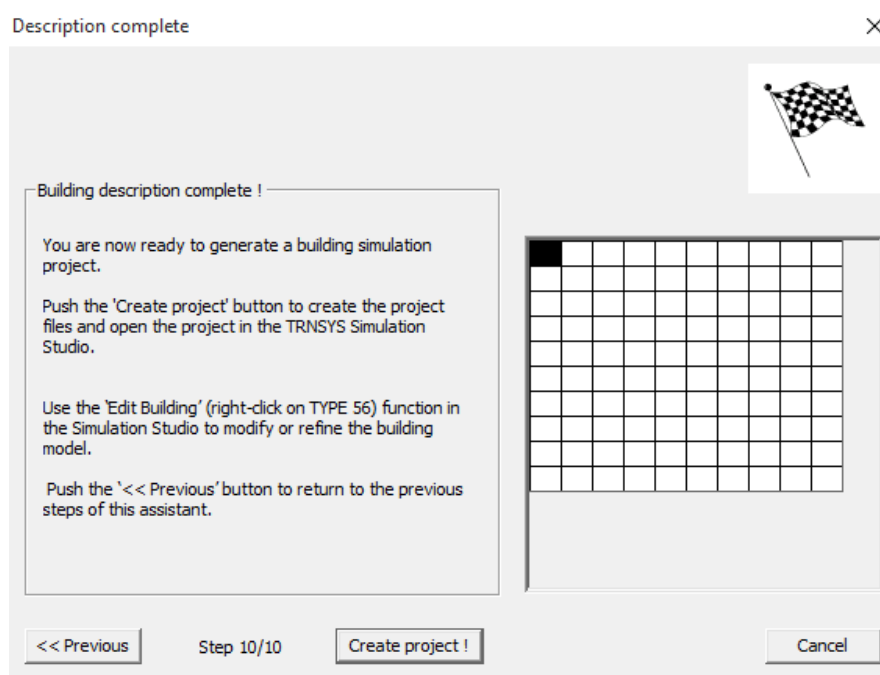 Description complete
Building description complete !
You are now ready to generate a building simulation
project.
Push the 'Create project' button to create the project
files and open the project in the TRNSYS Simulation
Studio.
Use the 'Edit Building' (right-click on TYPE 56) function in
the Simulation Studio to modify or refine the building
model.
Push the '<< Previous' button to return to the previous
steps of this assistant.
<< Previous
Step 10/10
Create project !
Cancel